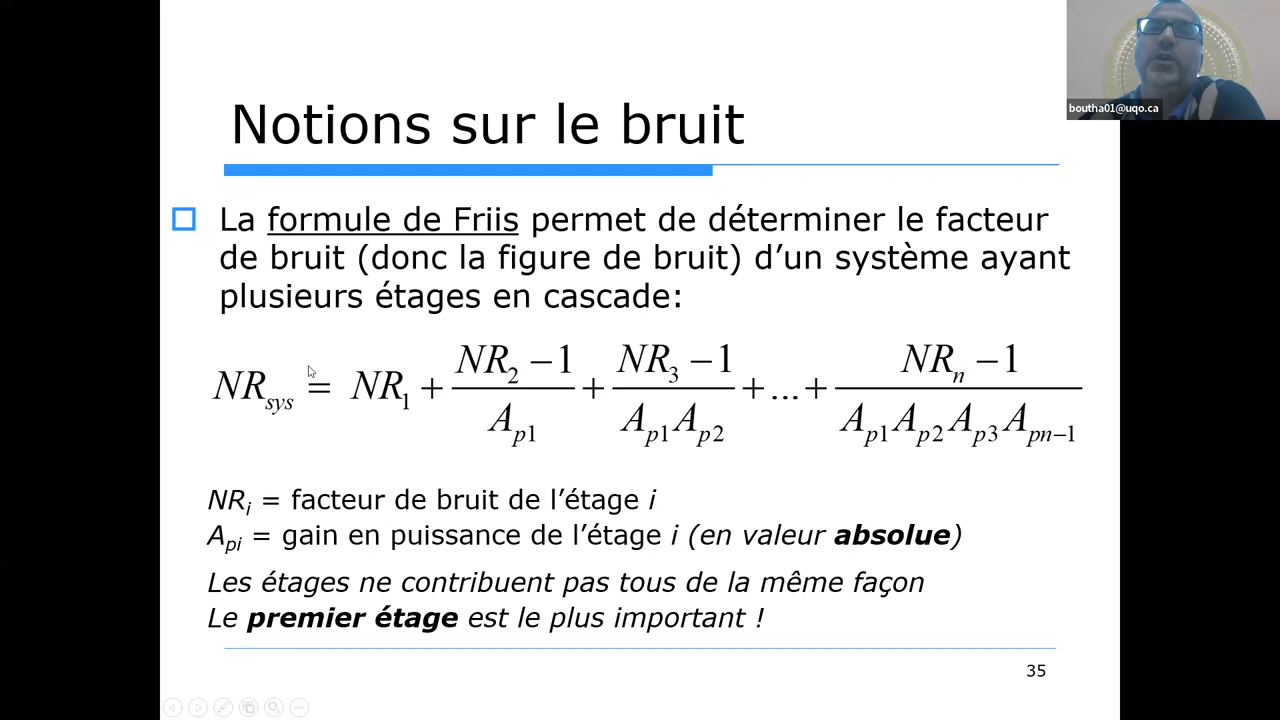 boutha01@uqo.ca
Notions sur le bruit
La formule de Friis permet de déterminer le facteur
de bruit (donc la figure de bruit) d’un système ayant
plusieurs étages en cascade:
NR_sys = NR_1 + (NR_2 − 1)/(A_p1) + (NR_3 − 1)/(A_p1 A_p2) + ... + (NR_n − 1)/(A_p1 A_p2 A_p3 A_pn−1)
NR_i = facteur de bruit de l’étage i
A_pi = gain en puissance de l’étage i (en valeur absolue)
Les étages ne contribuent pas tous de la même façon
Le premier étage est le plus important !
35